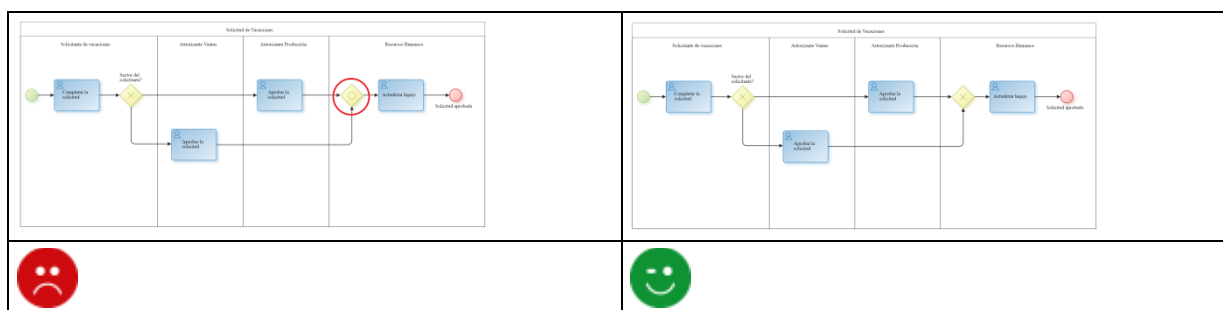 Solicitud de Vacaciones
Solicitante de vacaciones
Autorizante Ventas
Autorizante Producción
Recursos Humanos
Completar la
solicitud
Sector del
solicitante?
Aprobar la
solicitud
Aprobar la
solicitud
Actualizar legajo
Solicitud aprobada
Solicitud de Vacaciones
Solicitante de vacaciones
Autorizante Ventas
Autorizante Producción
Recursos Humanos
Completar la
solicitud
Sector del
solicitante?
Aprobar la
solicitud
Aprobar la
solicitud
Actualizar legajo
Solicitud aprobada